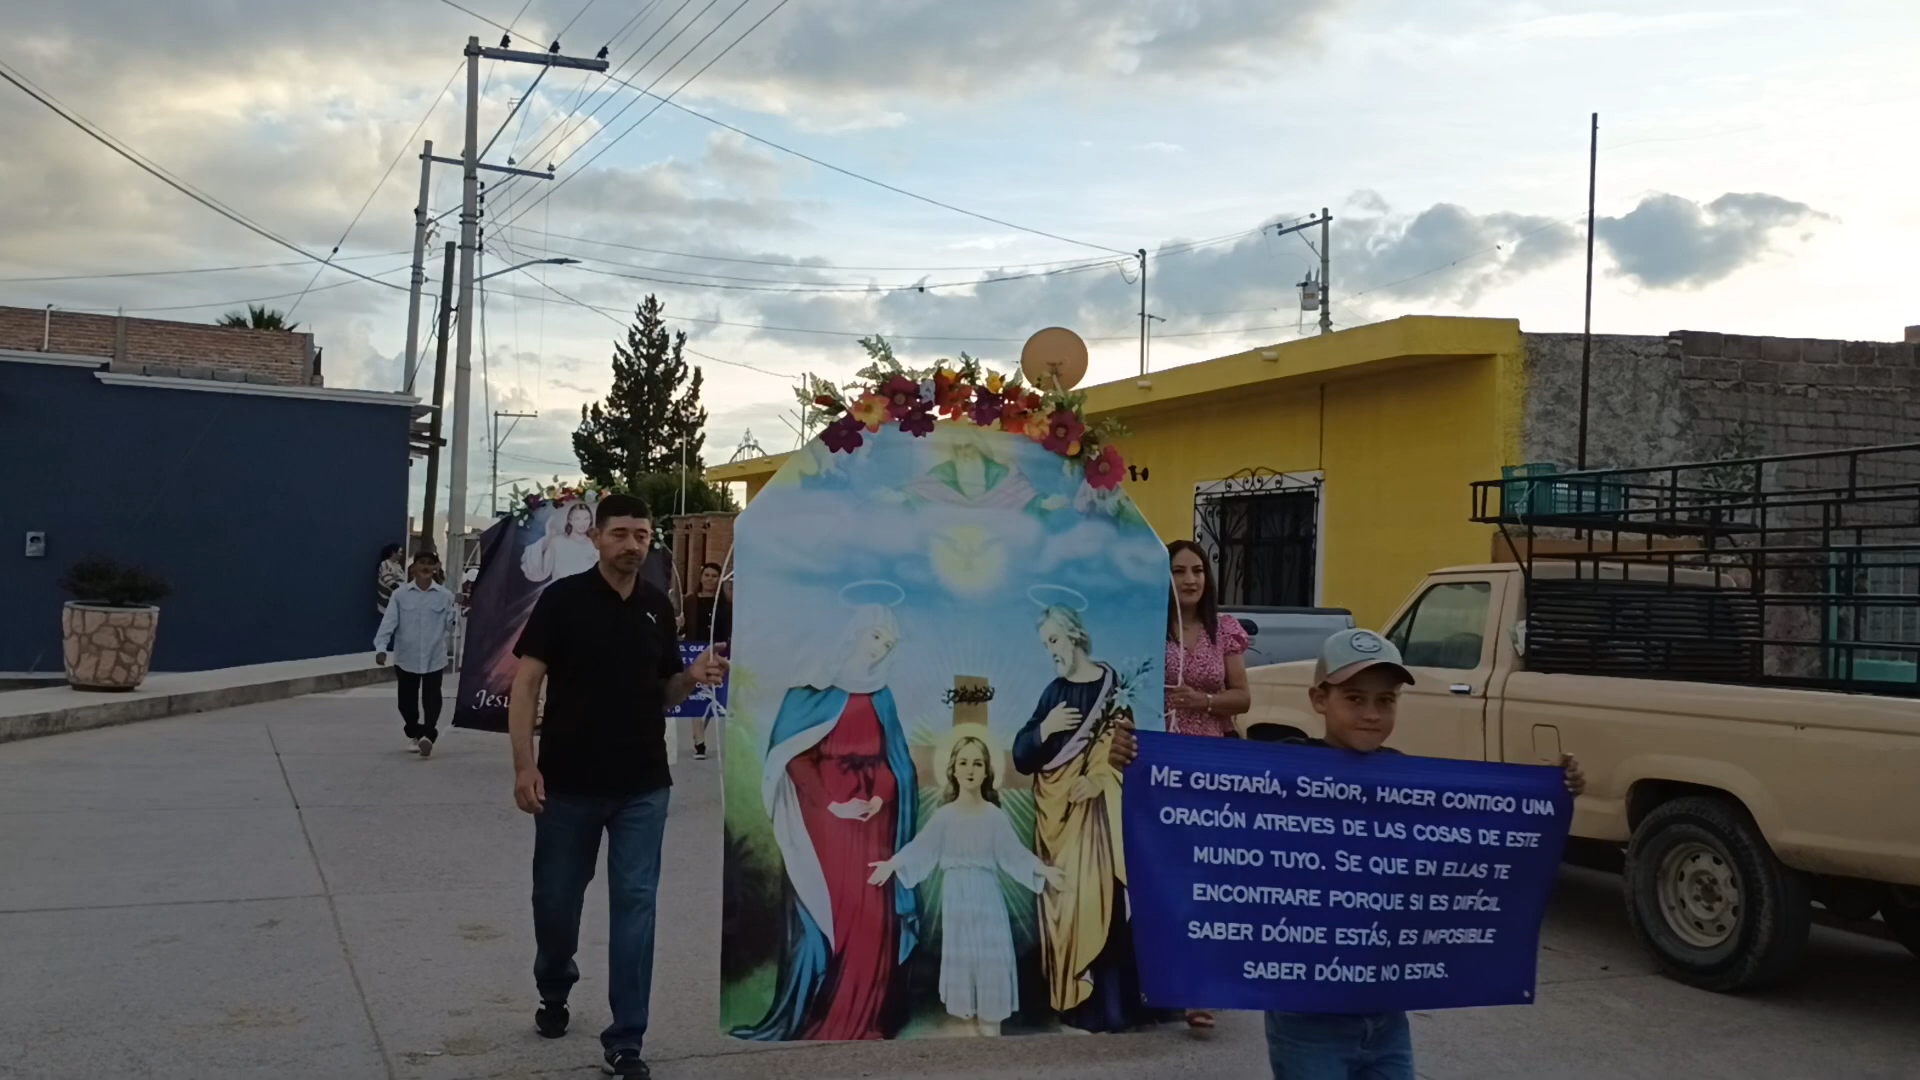 ME GUSTARÍA, SEÑOR, HACER CONTIGO UNA
ORACIÓN ATREVES DE LAS COSAS DE ESTE
MUNDO TUYO. SE QUE EN ELLAS TE
ENCONTRARE PORQUE SI ES DIFÍCIL
SABER DÓNDE ESTÁS, ES IMPOSIBLE
SABER DÓNDE NO ESTAS.